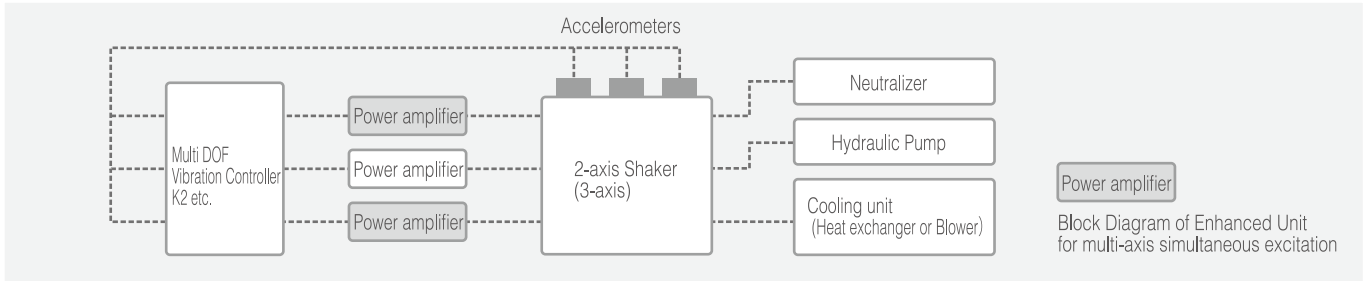 Accelerometers
Multi DOF
Vibration Controller
K2 etc.
Power amplifier
Power amplifier
Power amplifier
2-axis Shaker
(3-axis)
Neutralizer
Hydraulic Pump
Cooling unit
(Heat exchanger or Blower)
Power amplifier
Block Diagram of Enhanced Unit
for multi-axis simultaneous excitation